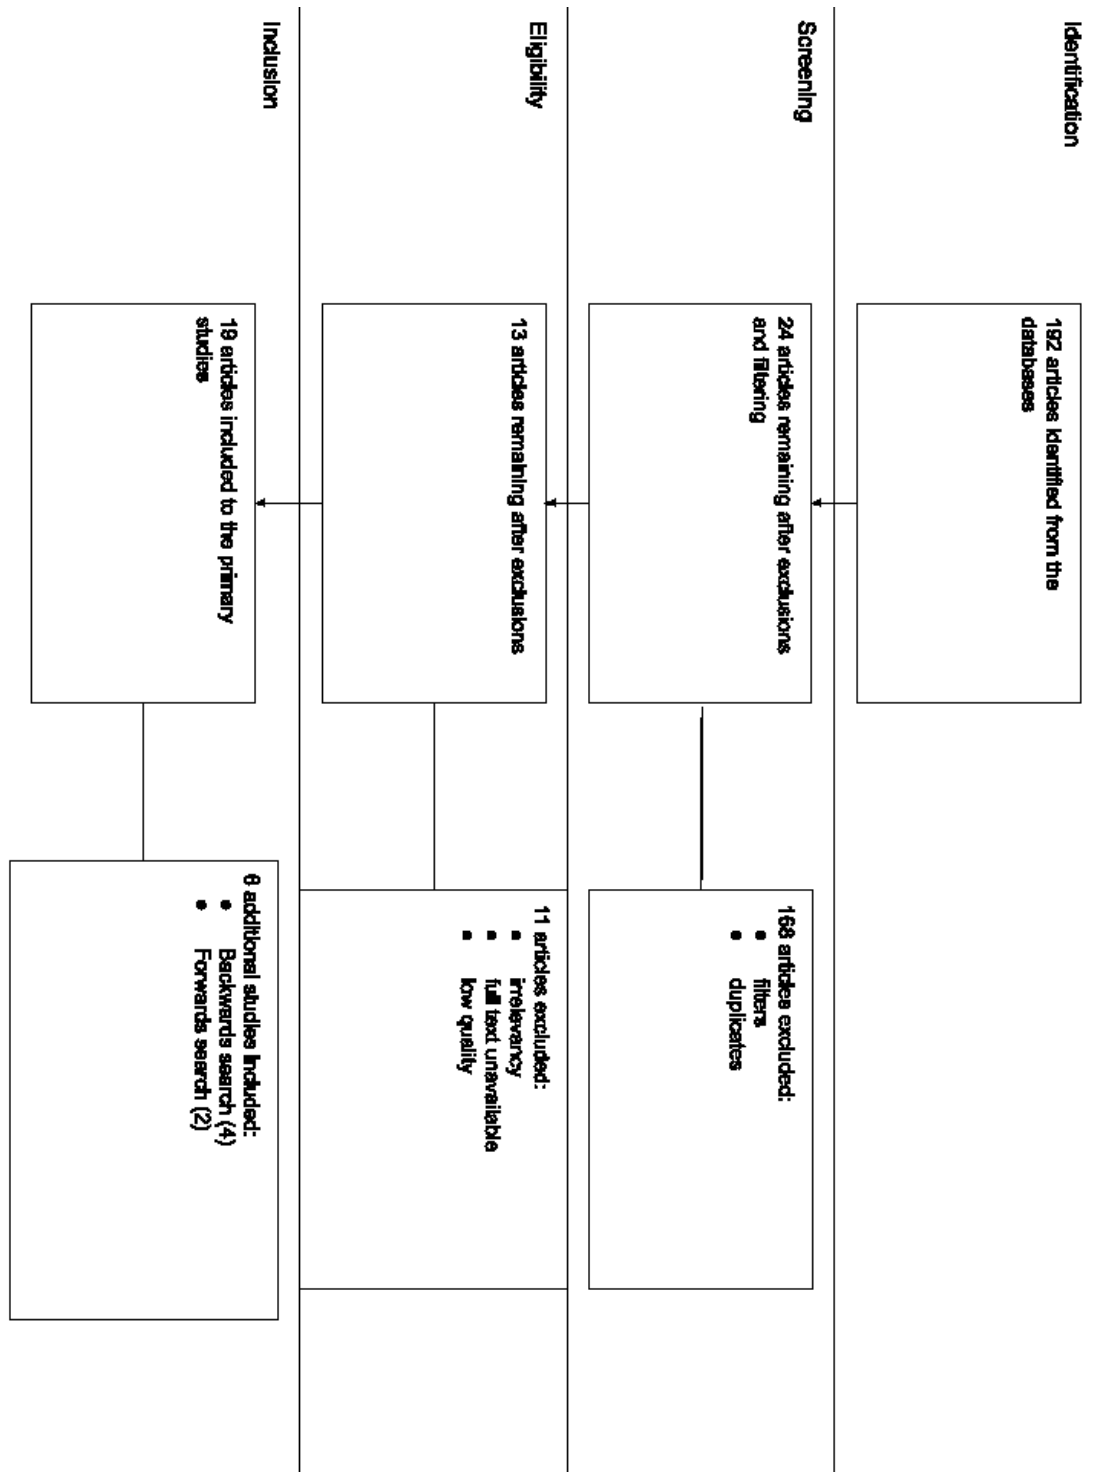 Identification
192 articles identified from the
databases
Screening
24 articles remaining after exclusions
and filtering
168 articles excluded:
● filters
● duplicates
Eligibility
13 articles remaining after exclusions
11 articles excluded:
● irrelevancy
● full text unavailable
● low quality
Inclusion
19 articles included to the primary
studies
6 additional studies included:
● Backwards search (4)
● Forwards search (2)